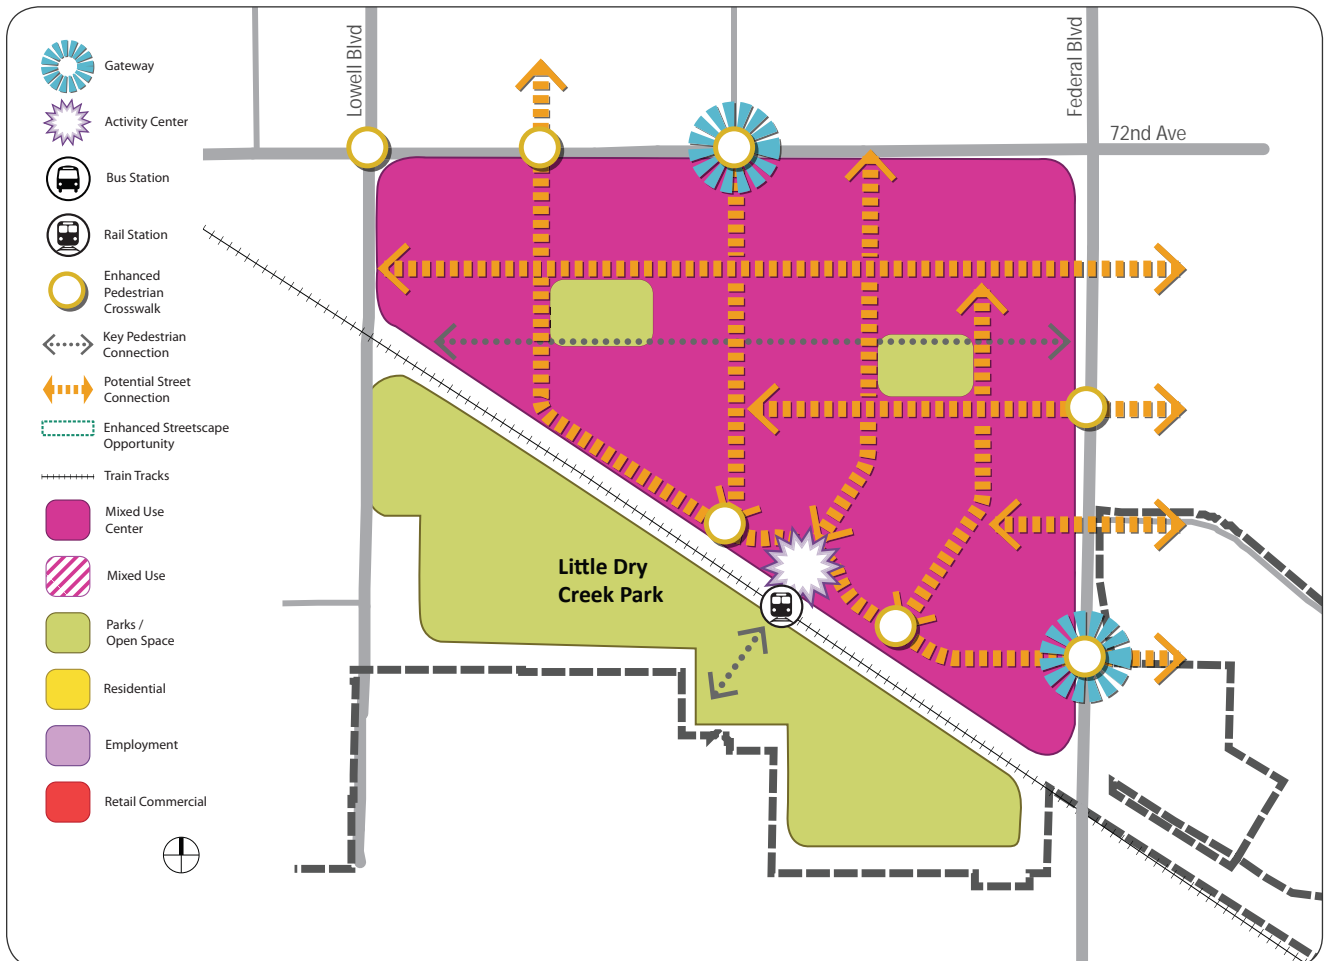 Gateway
Activity Center
Bus Station
Rail Station
Enhanced
Pedestrian
Crosswalk
Key Pedestrian
Connection
Potential Street
Connection
Enhanced Streetscape
Opportunity
Train Tracks
Mixed Use
Center
Mixed Use
Parks /
Open Space
Residential
Employment
Retail Commercial
Lowell Blvd
Federal Blvd
72nd Ave
Little Dry
Creek Park